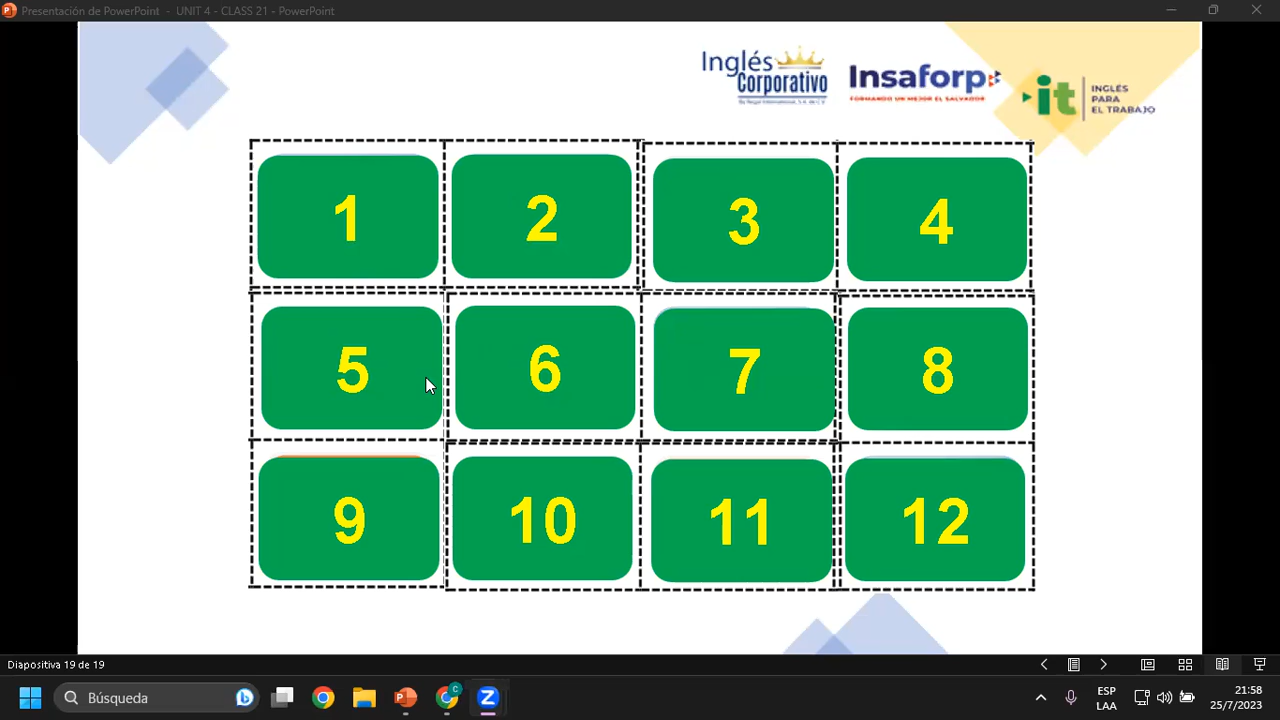 Presentación de PowerPoint - UNIT 4 - CLASS 21 - PowerPoint
Inglés
Corporativo
Insaforp
FORMANDO UN MEJOR EL SALVADOR
it
INGLÉS
PARA
EL TRABAJO
1 2 3 4
5 6 7 8
9 10 11 12
Diapositiva 19 de 19
Búsqueda
ESP
LAA
21:58
25/7/2023